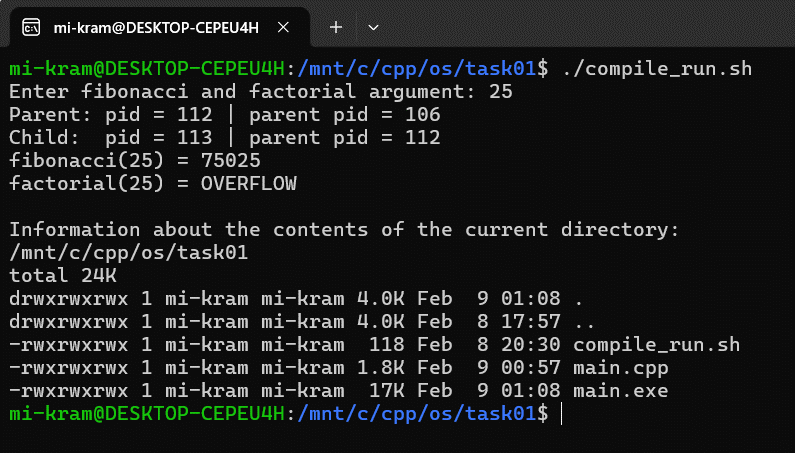 mi-kram@DESKTOP-CEPEU4H
mi-kram@DESKTOP-CEPEU4H:/mnt/c/cpp/os/task01$ ./compile_run.sh
Enter fibonacci and factorial argument: 25
Parent: pid = 112 | parent pid = 106
Child:  pid = 113 | parent pid = 112
fibonacci(25) = 75025
factorial(25) = OVERFLOW

Information about the contents of the current directory:
/mnt/c/cpp/os/task01
total 24K
drwxrwxrwx 1 mi-kram mi-kram 4.0K Feb  9 01:08 .
drwxrwxrwx 1 mi-kram mi-kram 4.0K Feb  8 17:57 ..
-rwxrwxrwx 1 mi-kram mi-kram  118 Feb  8 20:30 compile_run.sh
-rwxrwxrwx 1 mi-kram mi-kram 1.8K Feb  9 00:57 main.cpp
-rwxrwxrwx 1 mi-kram mi-kram  17K Feb  9 01:08 main.exe
mi-kram@DESKTOP-CEPEU4H:/mnt/c/cpp/os/task01$